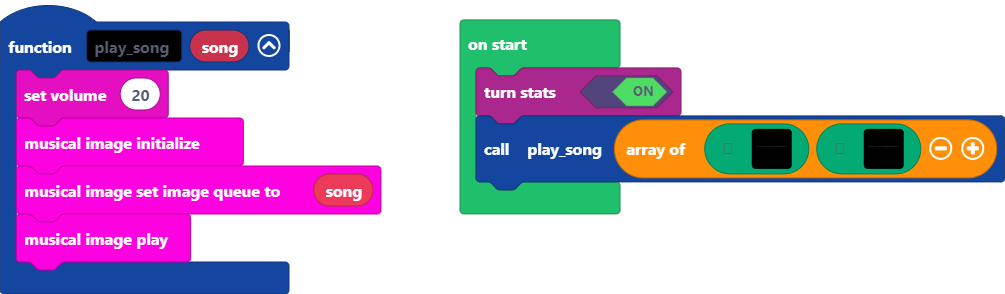 function play_song song
set volume 20
musical image initialize
musical image set image queue to song
musical image play
on start
turn stats ON
call play_song array of